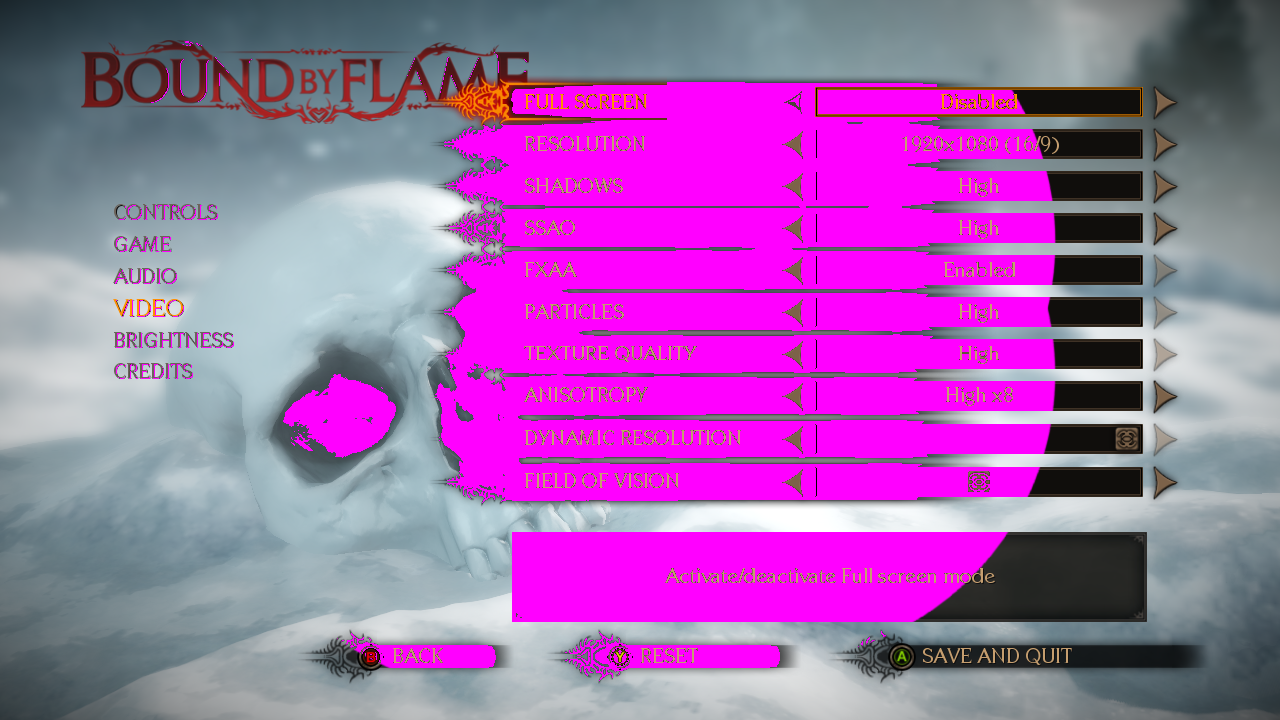 BOUND BY FLAME
FULL SCREEN Disabled
RESOLUTION 1920x1080 (16/9)
SHADOWS High
SSAO High
FXAA Enabled
PARTICLES High
TEXTURE QUALITY High
ANISOTROPY High x8
DYNAMIC RESOLUTION
FIELD OF VISION
CONTROLS
GAME
AUDIO
VIDEO
BRIGHTNESS
CREDITS
Activate/deactivate Full screen mode
B BACK Y RESET A SAVE AND QUIT